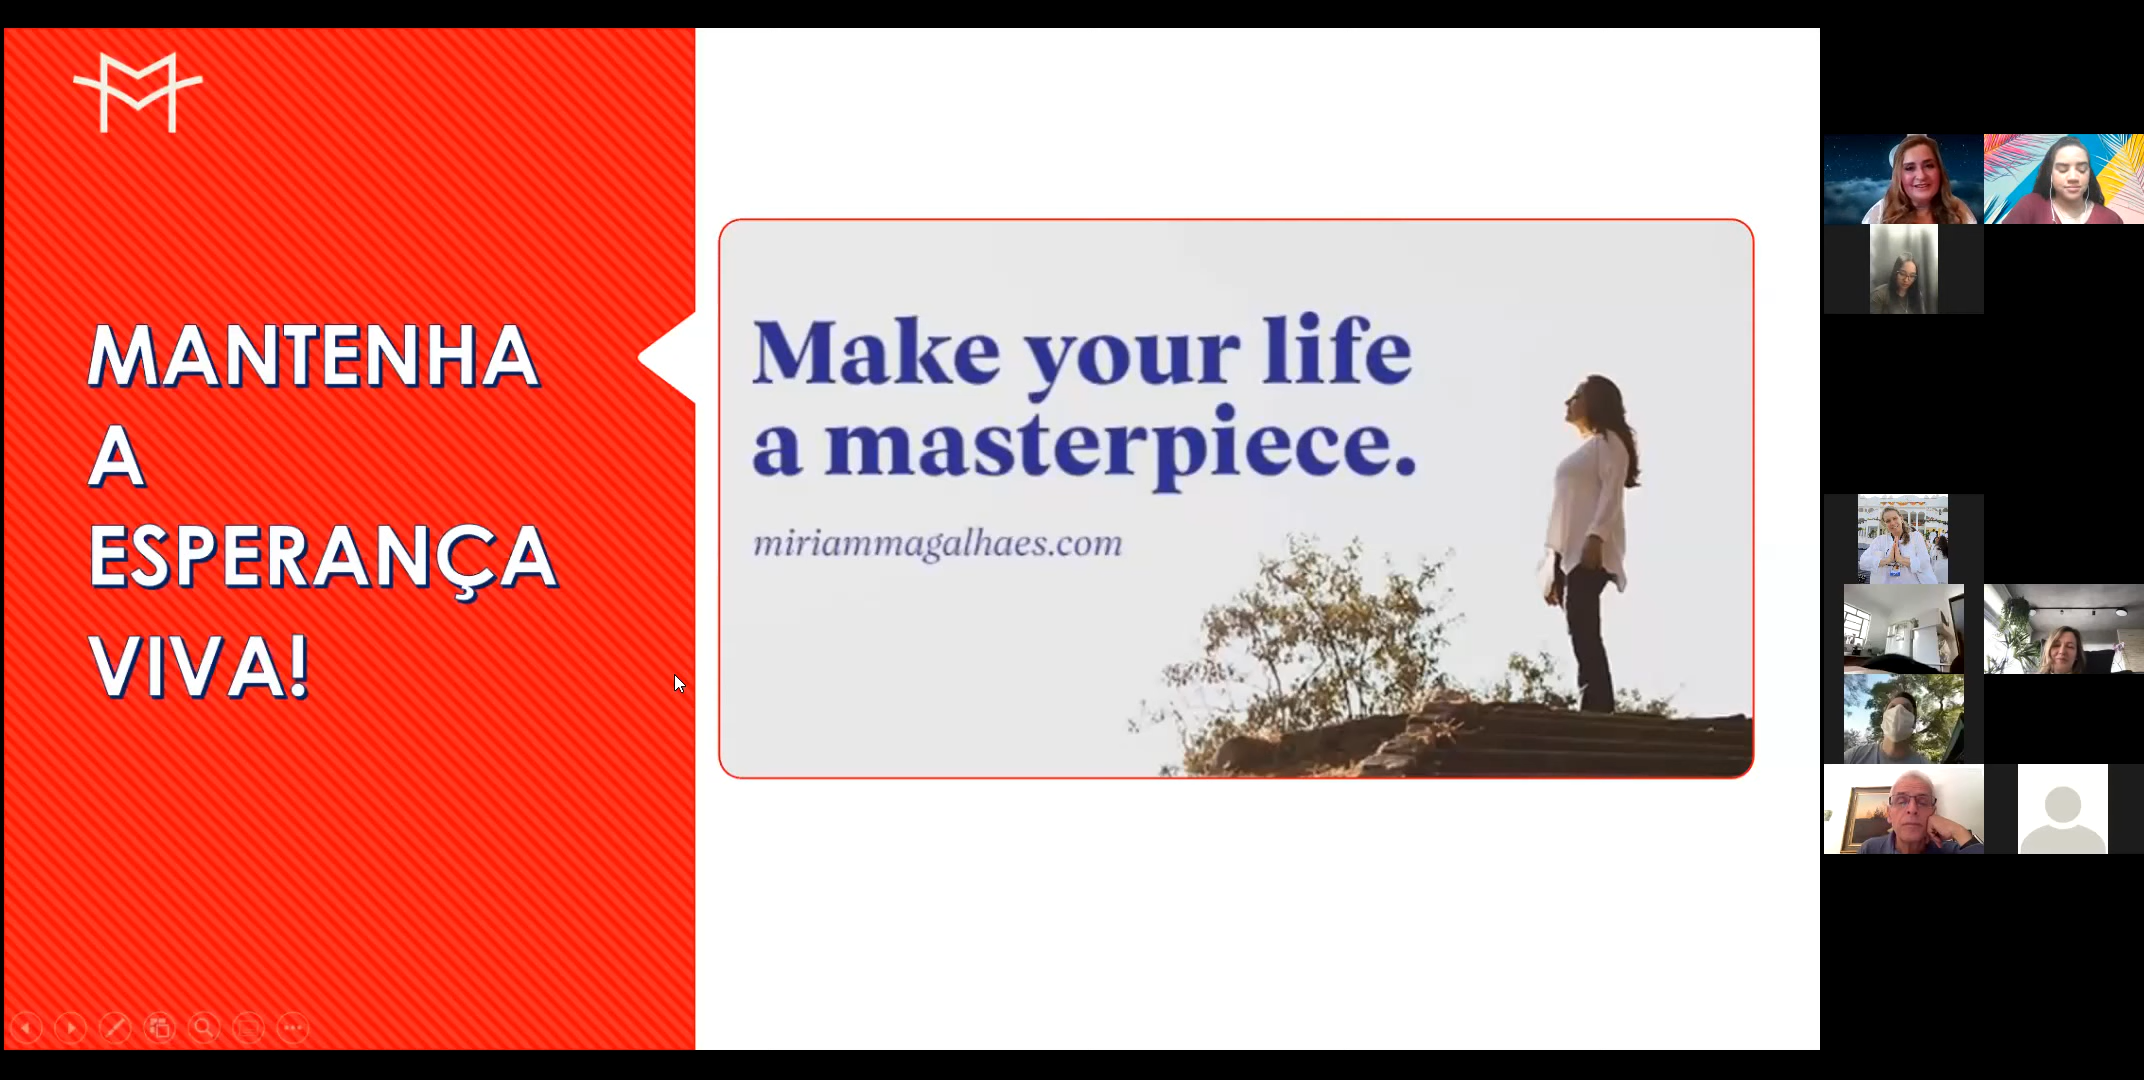 MANTENHA
A
ESPERANÇA
VIVA!
Make your life
a masterpiece.
miriammagalhaes.com